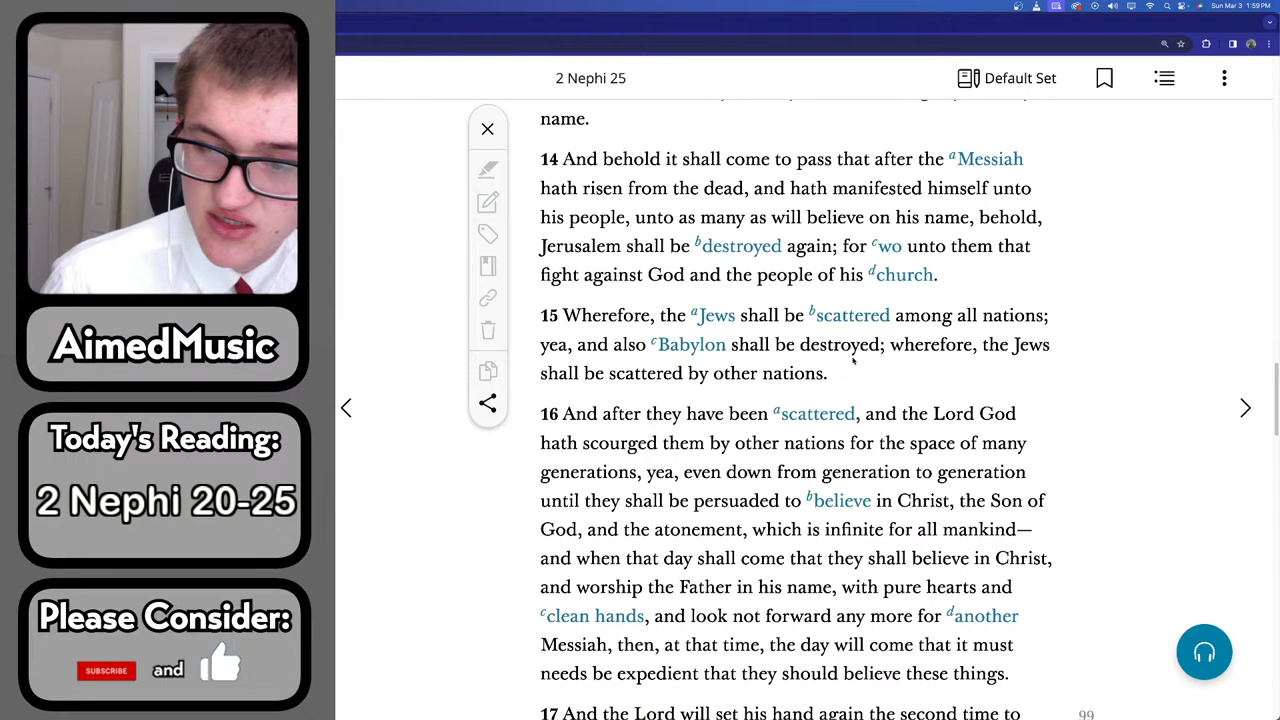 Sun Mar 3 1:59 PM
2 Nephi 25
Default Set
name.
14 And behold it shall come to pass that after the a Messiah
hath risen from the dead, and hath manifested himself unto
his people, unto as many as will believe on his name, behold,
Jerusalem shall be b destroyed again; for c wo unto them that
fight against God and the people of his d church.
15 Wherefore, the a Jews shall be b scattered among all nations;
yea, and also c Babylon shall be destroyed; wherefore, the Jews
shall be scattered by other nations.
16 And after they have been a scattered, and the Lord God
hath scourged them by other nations for the space of many
generations, yea, even down from generation to generation
until they shall be persuaded to b believe in Christ, the Son of
God, and the atonement, which is infinite for all mankind—
and when that day shall come that they shall believe in Christ,
and worship the Father in his name, with pure hearts and
c clean hands, and look not forward any more for d another
Messiah, then, at that time, the day will come that it must
needs be expedient that they should believe these things.
17 And the Lord will set his hand again the second time to
99
AimedMusic
Today's Reading:
2 Nephi 20-25
Please Consider:
SUBSCRIBE and